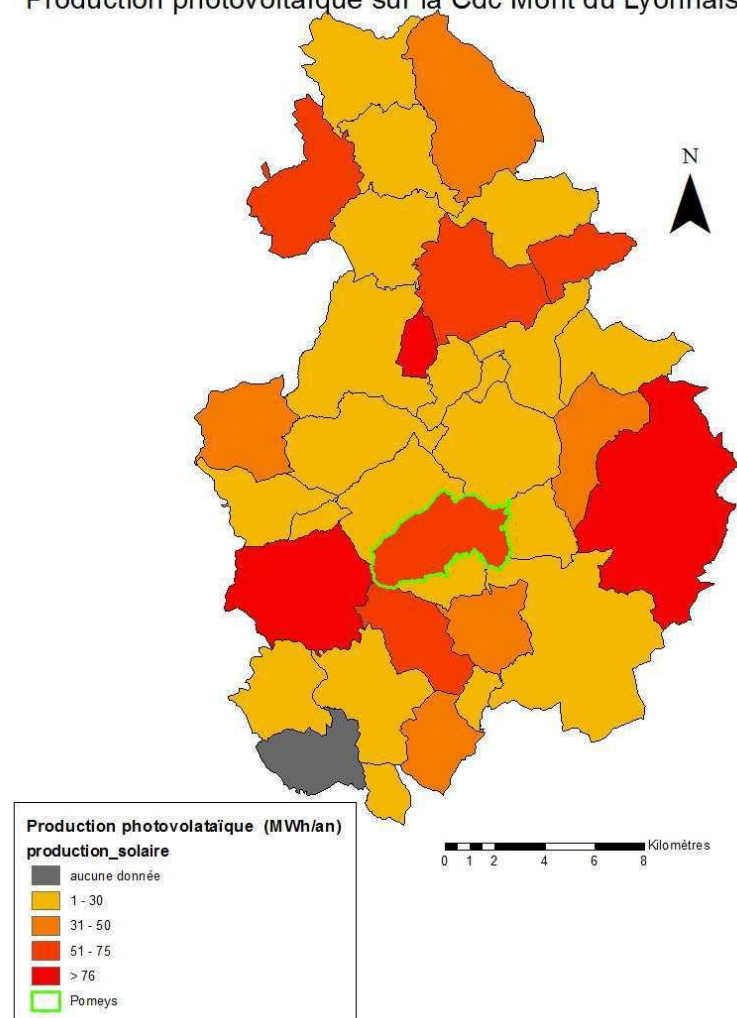 Production photovoltaïque sur la Cdc Mont du Lyonnais
N
Production photovolataïque (MWh/an)
production_solaire
aucune donnée
1 - 30
31 - 50
51 - 75
> 76
Pomeys
Kilomètres
0 1 2 4 6 8